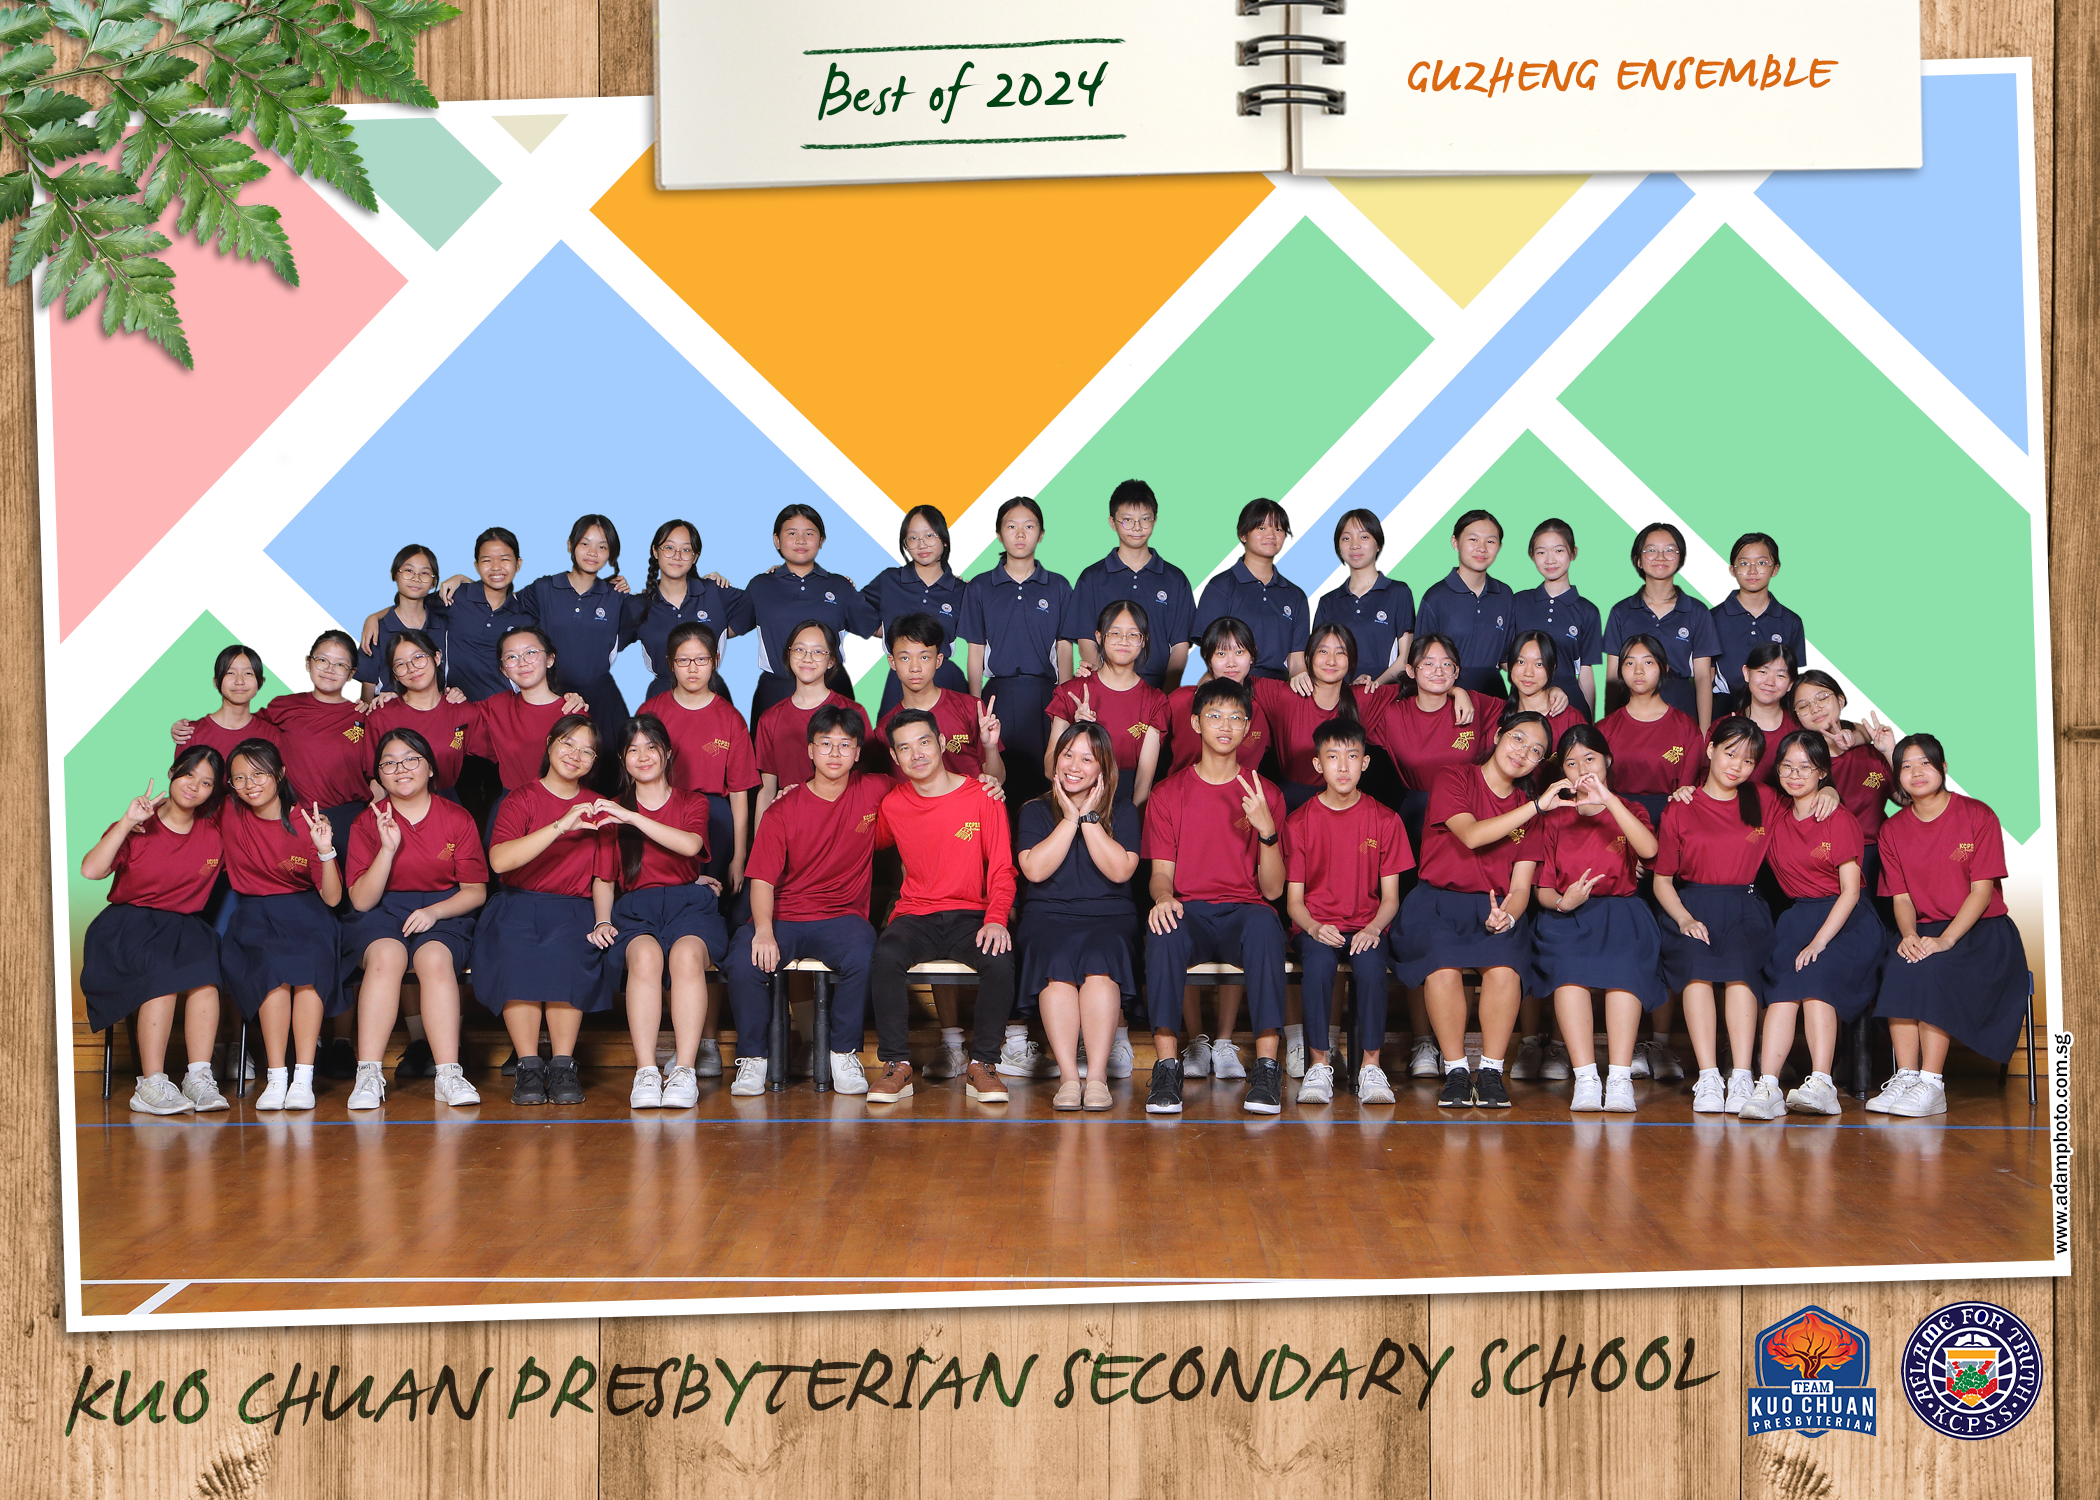 Best of 2024
GUZHENG ENSEMBLE
KCPSS
www.adamphoto.com.sg
KUO CHUAN PRESBYTERIAN SECONDARY SCHOOL
TEAM
KUO CHUAN
PRESBYTERIAN
AFLAME FOR TRUTH
K.C.P.S.S.